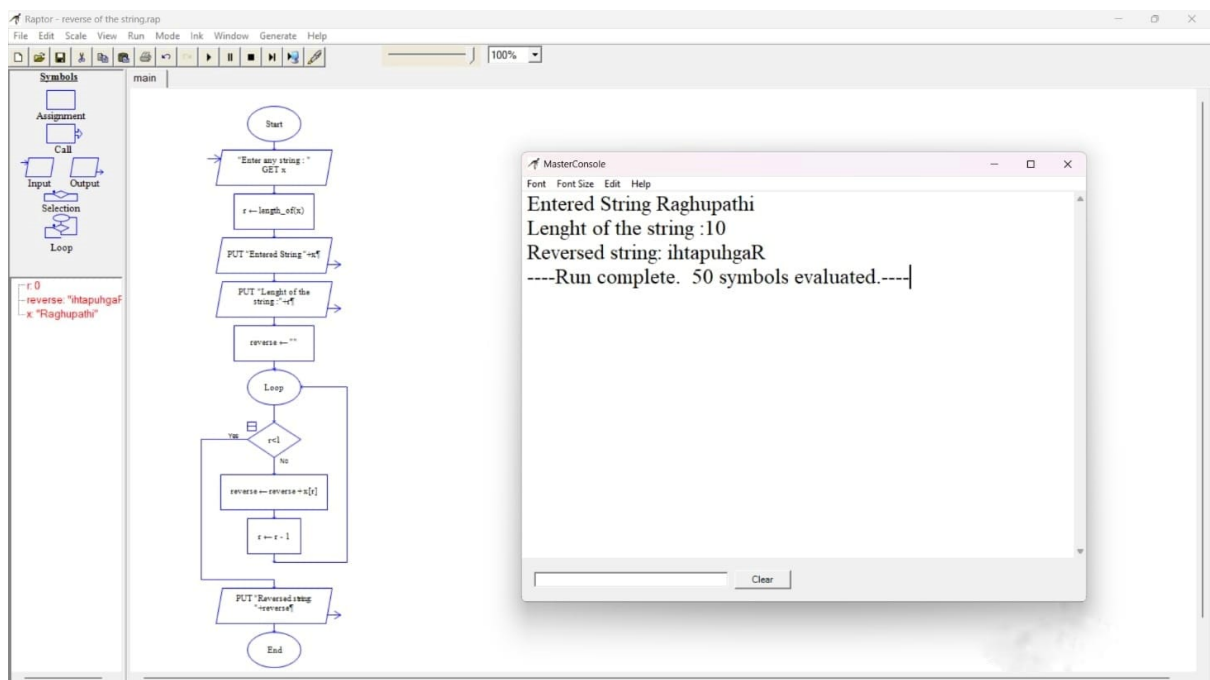 Raptor - reverse of the string.rap
File Edit Scale View Run Mode Ink Window Generate Help
100%
Symbols
Assignment
Call
Input Output
Selection
Loop
r: 0
reverse: "ihtapuhgaR
x: "Raghupathi"
main
Start
"Enter any string : "
GET x
r ← length_of(x)
PUT "Entered String "+x¶
PUT "Lenght of the
string :"+r¶
reverse ← ""
Loop
Yes
r<1
No
reverse ← reverse + x[r]
r ← r - 1
PUT "Reversed string:
"+reverse¶
End
MasterConsole
Font Font Size Edit Help
Entered String Raghupathi
Lenght of the string :10
Reversed string: ihtapuhgaR
----Run complete. 50 symbols evaluated.----
Clear